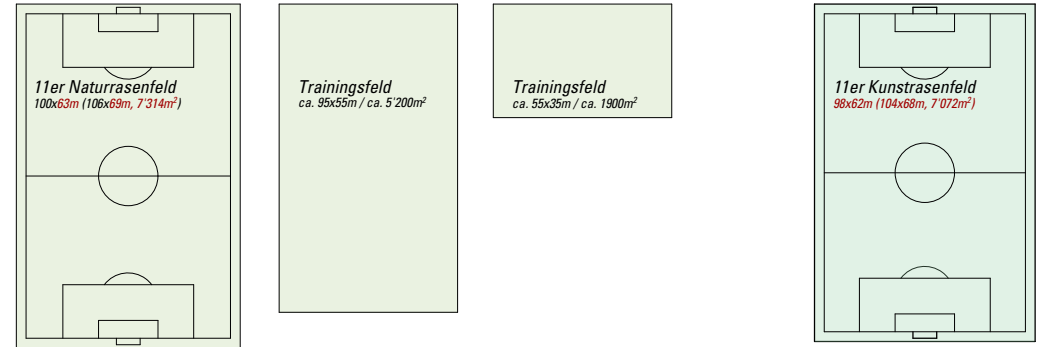 11er Naturrasenfeld
100x63m (106x69m, 7'314m²)
Trainingsfeld
ca. 95x55m / ca. 5'200m²
Trainingsfeld
ca. 55x35m / ca. 1900m²
11er Kunstrasenfeld
98x62m (104x68m, 7'072m²)